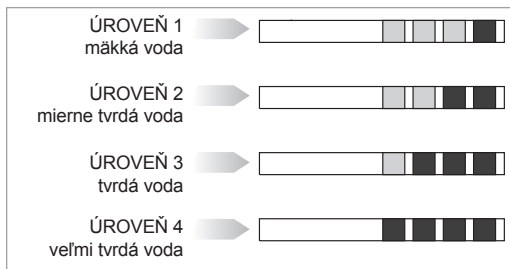 ÚROVEŇ 1
mäkká voda
ÚROVEŇ 2
mierne tvrdá voda
ÚROVEŇ 3
tvrdá voda
ÚROVEŇ 4
veľmi tvrdá voda